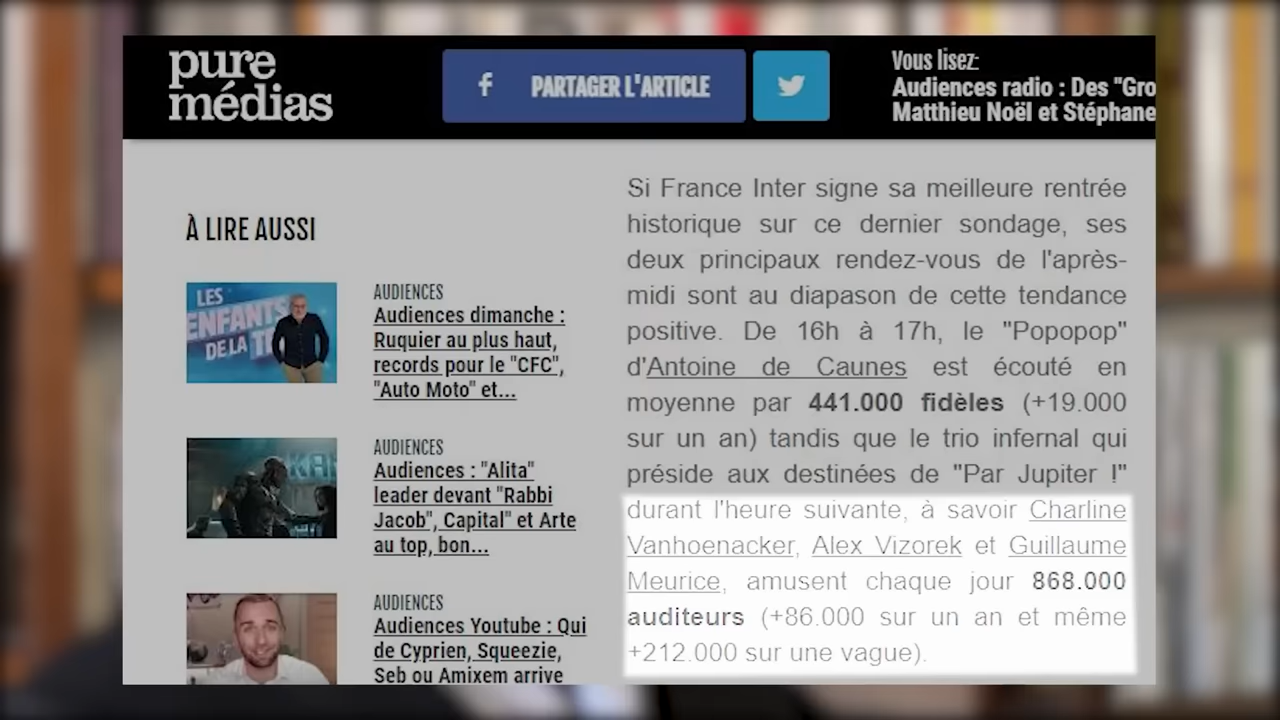 pure
médias
PARTAGER L'ARTICLE
Vous lisez:
Audiences radio : Des "Gro
Matthieu Noël et Stéphane
À LIRE AUSSI
LES
ENFANTS
DE LA T
AUDIENCES
Audiences dimanche :
Ruquier au plus haut,
records pour le "CFC",
"Auto Moto" et...
AUDIENCES
Audiences : "Alita"
leader devant "Rabbi
Jacob", Capital" et Arte
au top, bon...
AUDIENCES
Audiences Youtube : Qui
de Cyprien, Squeezie,
Seb ou Amixem arrive
Si France Inter signe sa meilleure rentrée
historique sur ce dernier sondage, ses
deux principaux rendez-vous de l'après-
midi sont au diapason de cette tendance
positive. De 16h à 17h, le "Popopop"
d'Antoine de Caunes est écouté en
moyenne par 441.000 fidèles (+19.000
sur un an) tandis que le trio infernal qui
préside aux destinées de "Par Jupiter !"
durant l'heure suivante, à savoir Charline
Vanhoenacker, Alex Vizorek et Guillaume
Meurice, amusent chaque jour 868.000
auditeurs (+86.000 sur un an et même
+212.000 sur une vague).